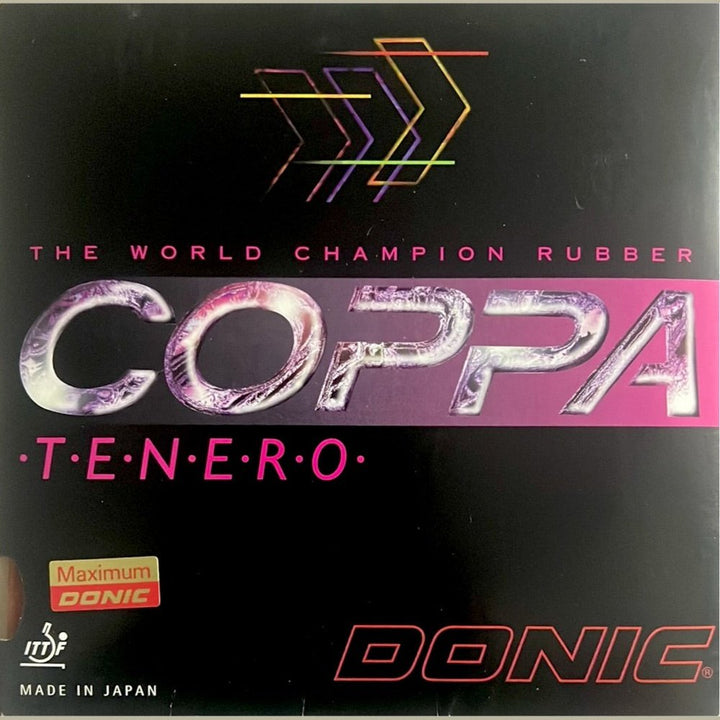 THE WORLD CHAMPION RUBBER
COPPA
·T·E·N·E·R·O·
Maximum
DONIC
ITTF
MADE IN JAPAN
DONIC®